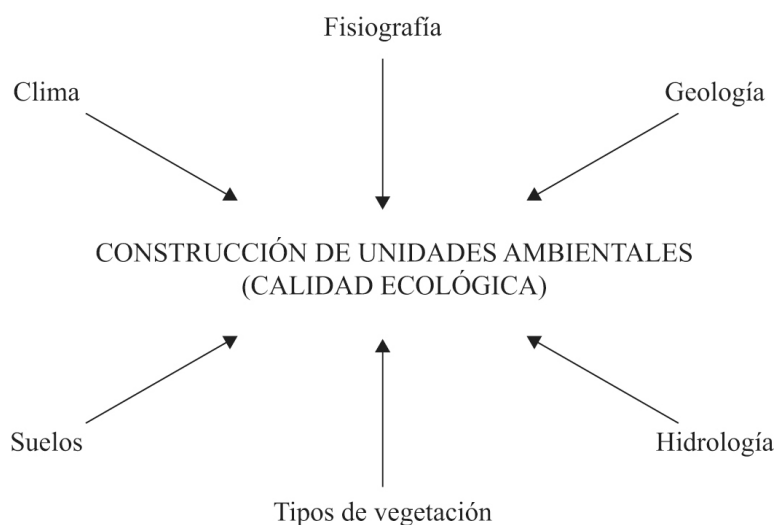 Fisiografía
Clima
Geología
CONSTRUCCIÓN DE UNIDADES AMBIENTALES
(CALIDAD ECOLÓGICA)
Suelos
Hidrología
Tipos de vegetación